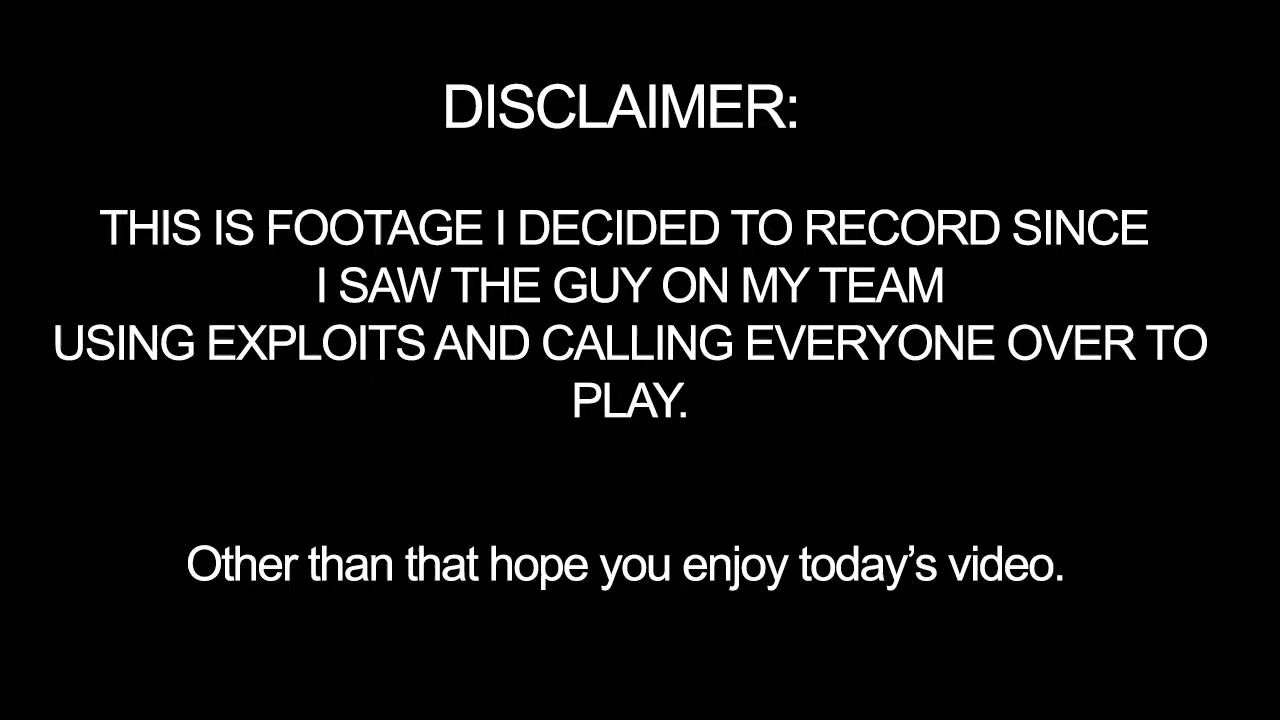 DISCLAIMER:
THIS IS FOOTAGE I DECIDED TO RECORD SINCE
I SAW THE GUY ON MY TEAM
USING EXPLOITS AND CALLING EVERYONE OVER TO
PLAY.
Other than that hope you enjoy today’s video.